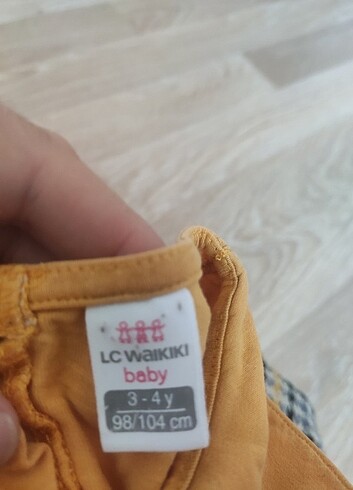 LC WAIKIKI
baby
3 - 4 y
98/104 cm